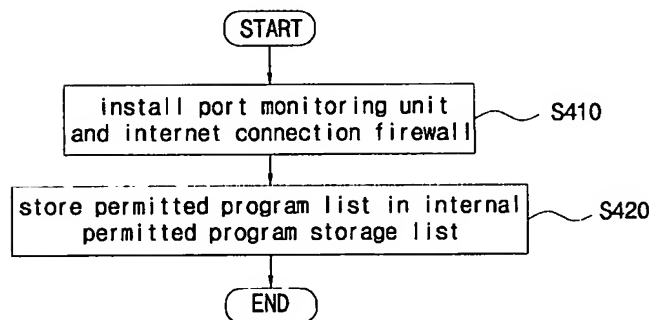 START
install port monitoring unit
and internet connection firewall
S410
store permitted program list in internal
permitted program storage list
S420
END